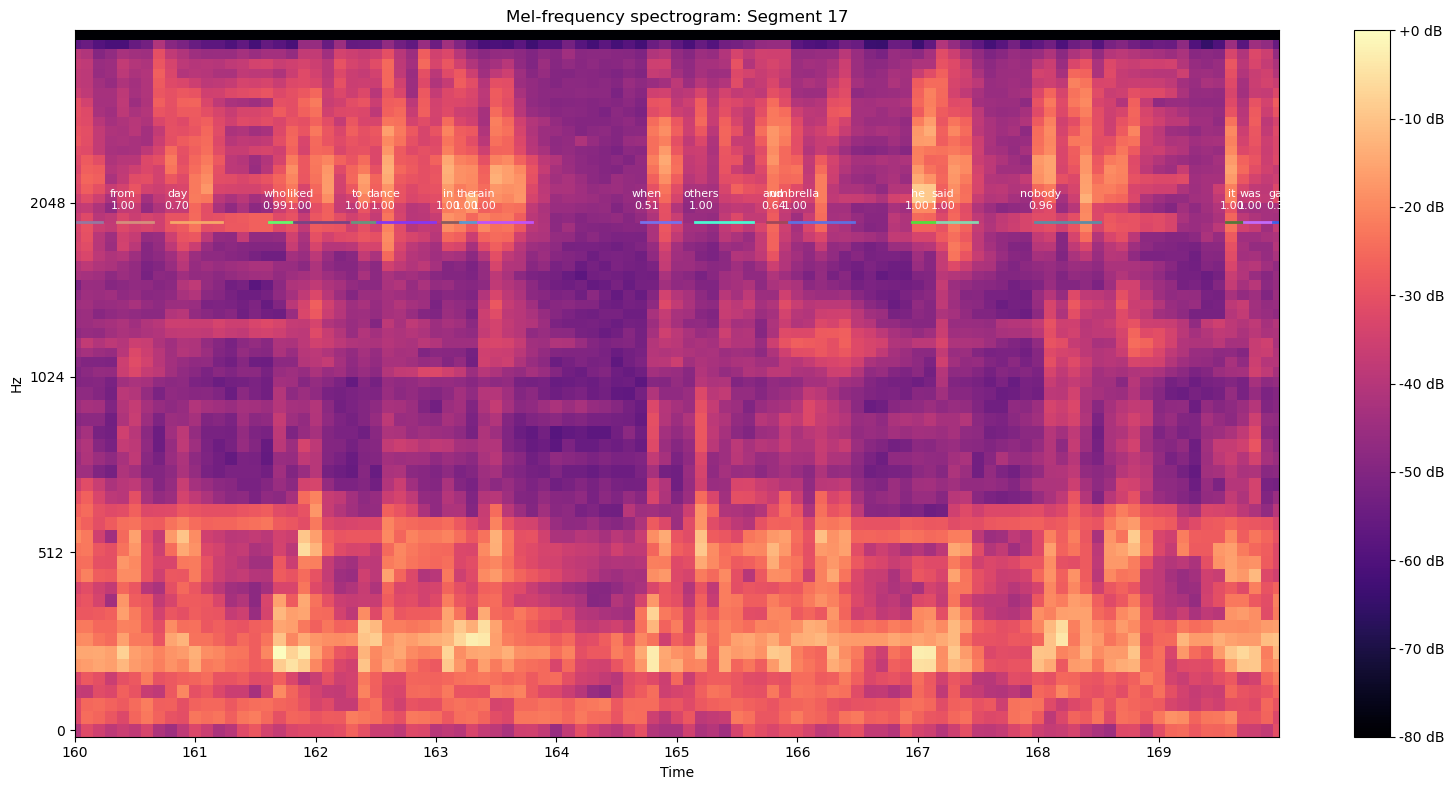 Mel-frequency spectrogram: Segment 17
+0 dB
-10 dB
-20 dB
-30 dB
-40 dB
-50 dB
-60 dB
-70 dB
-80 dB
Hz
2048
1024
512
0
from day who liked to dance in the rain when others and umbrella he said nobody it was ga
1.00 0.70 0.99 1.00 1.00 1.00 1.00 1.00 1.00 0.51 1.00 0.64 1.00 1.00 1.00 0.96 1.00 1.00 0.3
160 161 162 163 164 165 166 167 168 169
Time